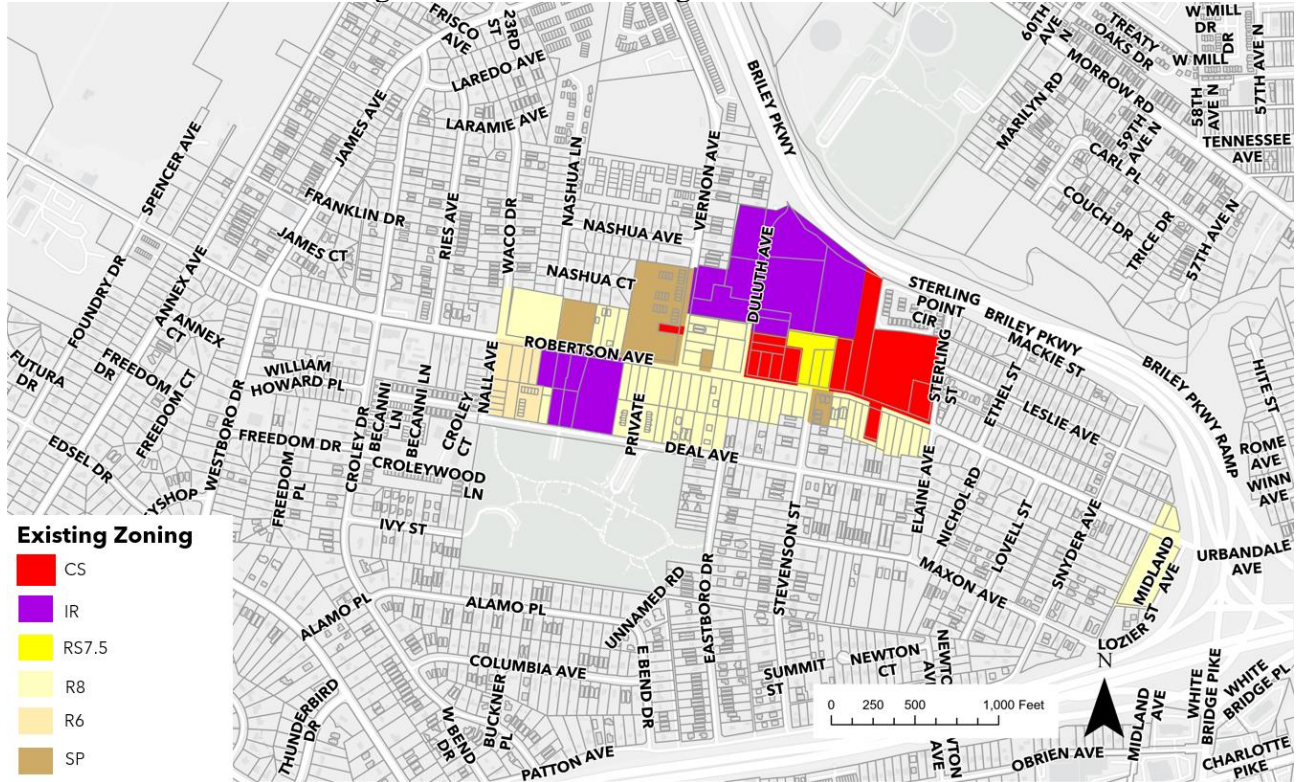 FRISCO
AVE
23RD
ST
LAREDO AVE
LARAMIE AVE
JAMES AVE
SPENCER AVE
FRANKLIN DR
JAMES CT
RIES AVE
WACO DR
NASHUA LN
NASHUA AVE
NASHUA CT
VERNON AVE
BRILEY PKWY
DULUTH AVE
60TH
AVE N
TREATY
OAKS DR
W MILL
DR
W MILL
DR
57TH AVE N
58TH
AVE N
MORROW RD
MARILYN RD
59TH
AVE N
CARL PL
TENNESSEE
AVE
COUCH DR
TRICE DR
57TH AVE N
FOUNDRY DR
ANNEX AVE
ANNEX
CT
FREEDOM
DR
FREEDOM CT
FUTURA
DR
EDSEL DR
WESTBORO DR
WILLIAM
HOWARD PL
FREEDOM DR
FREEDOM
PL
CROLEY DR
BECANNI
LN
BECANNI LN
CROLEY
CT
CROLEYWOOD
LN
NALL AVE
IVY ST
YSHOP
ROBERTSON AVE
PRIVATE
DEAL AVE
STERLING
POINT
CIR
BRILEY PKWY
STERLING
ST
MACKIE ST
ETHEL ST
LESLIE AVE
BRILEY PKWY RAMP
HITE ST
ROME AVE
WINN AVE
ELAINE AVE
NICHOL RD
LOVELL ST
SNYDER AVE
MAXON AVE
MIDLAND
AVE
URBANDALE
AVE
LOZIER ST
ALAMO PL
ALAMO PL
COLUMBIA AVE
UNNAMED RD
E BEND DR
EASTBORO DR
STEVENSON ST
SUMMIT
ST
NEWTON
CT
NEWTON
AVE
THUNDERBIRD
DR
W BEND
DR
BUCKNER
PL
PATTON AVE
OBRIEN AVE
MIDLAND
AVE
WHITE
BRIDGE PIKE
WHITE
BRIDGE PL
CHARLOTTE
PIKE
Existing Zoning
CS
IR
RS7.5
R8
R6
SP
0 250 500 1,000 Feet
N